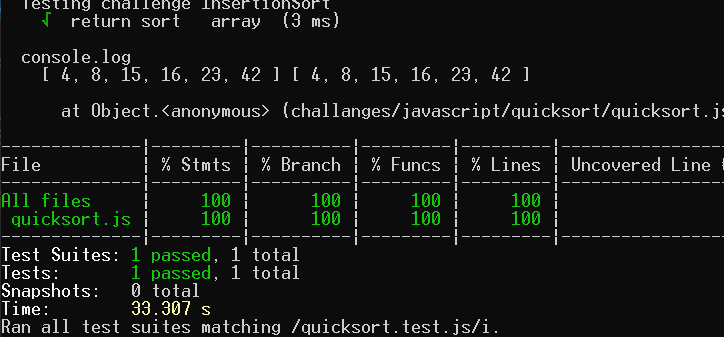 Testing challenge InsertionSort
√ return sort  array  (3 ms)
console.log
[ 4, 8, 15, 16, 23, 42 ] [ 4, 8, 15, 16, 23, 42 ]
at Object.<anonymous> (challanges/javascript/quicksort/quicksort.js
--------------|---------|----------|---------|---------|----------------
File          | % Stmts | % Branch | % Funcs | % Lines | Uncovered Line #
--------------|---------|----------|---------|---------|----------------
All files     |     100 |      100 |     100 |     100 |
quicksort.js |     100 |      100 |     100 |     100 |
--------------|---------|----------|---------|---------|----------------
Test Suites: 1 passed, 1 total
Tests:       1 passed, 1 total
Snapshots:   0 total
Time:        33.307 s
Ran all test suites matching /quicksort.test.js/i.